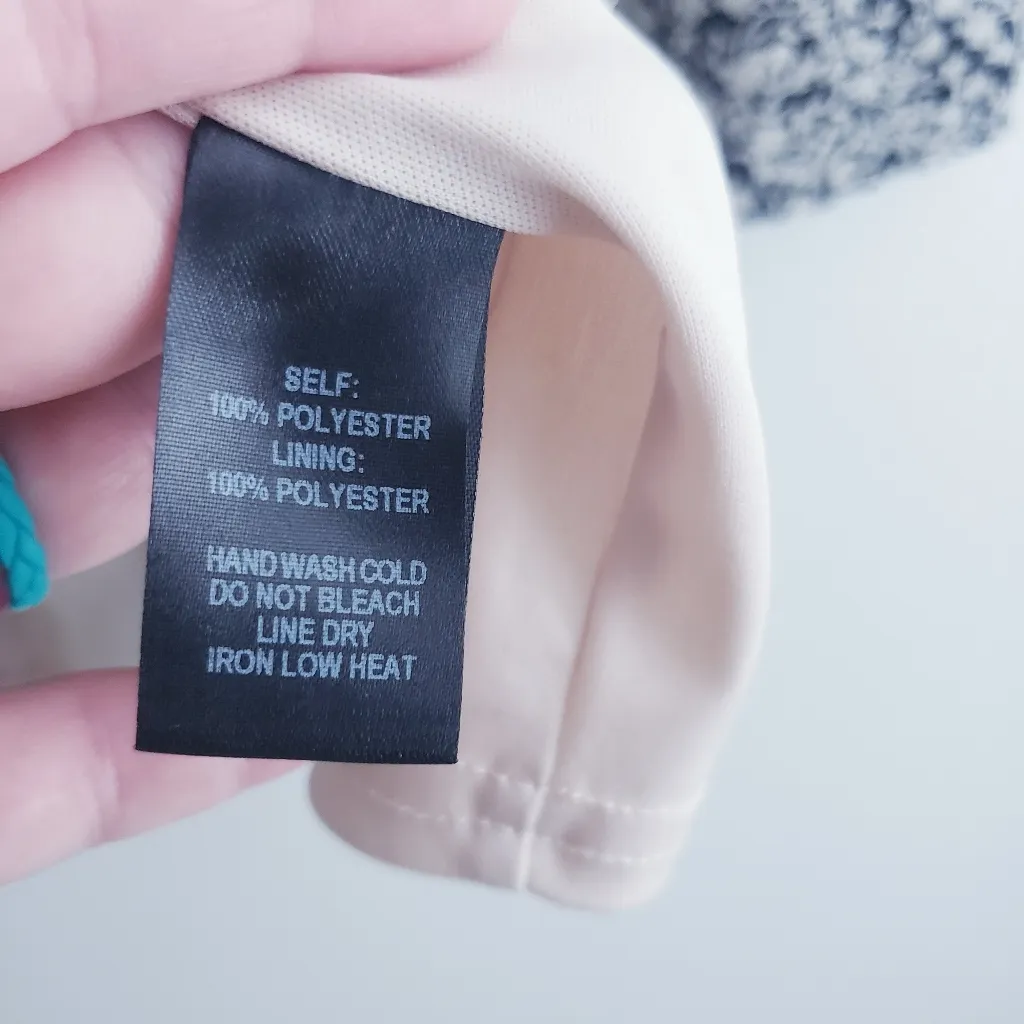 SELF:
100% POLYESTER
LINING:
100% POLYESTER
HAND WASH COLD
DO NOT BLEACH
LINE DRY
IRON LOW HEAT